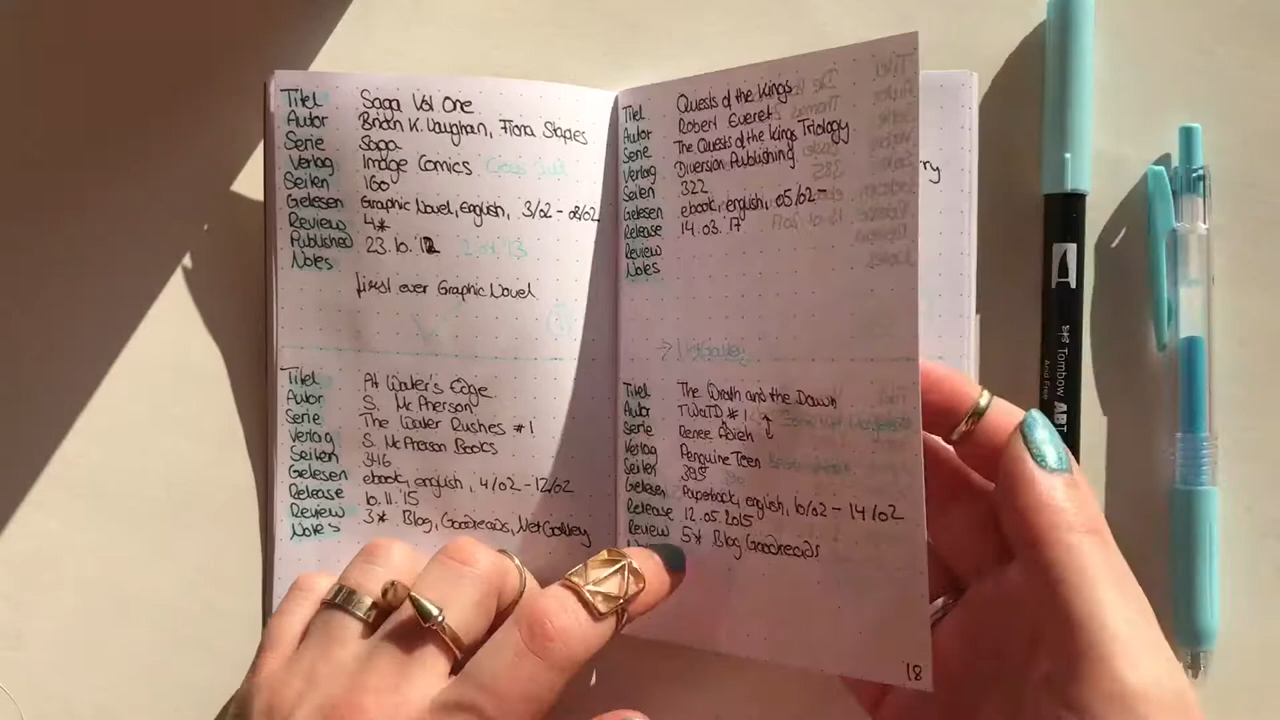 Titel Saga Vol One
Autor Brian K. Vaughan, Fiona Staples
Serie Saga
Verlag Image Comics
Seiten 160
Gelesen Graphic Novel, english, 3/02 - 08/02
Review 4*
Published 23.10.'12
Notes
first ever Graphic Novel
Titel At Water's Edge
Autor S. McPherson
Serie The Water Rushes #1
Verlag S. McPherson Books
Seiten 346
Gelesen ebook, english, 4/02 - 12/02
Release 10.11.'15
Review 3* Blog, Goodreads, NetGalley
Notes
Titel Quests of the Kings
Autor Robert Everet
Serie The Quests of the Kings Triology
Verlag Diversion Publishing
Seiten 322
Gelesen ebook, english, 05/02-
Release 14.03.'17
Review
Notes
→ NetGalley
Titel The Wrath and the Dawn
Autor TWatD #1
Serie Renee Adieh
Verlag Penguine Teen
Seiten 395
Gelesen Paperback, english, 10/02 - 14/02
Release 12.05.2015
Review 5* Blog, Goodreads
18
Tombow ABT